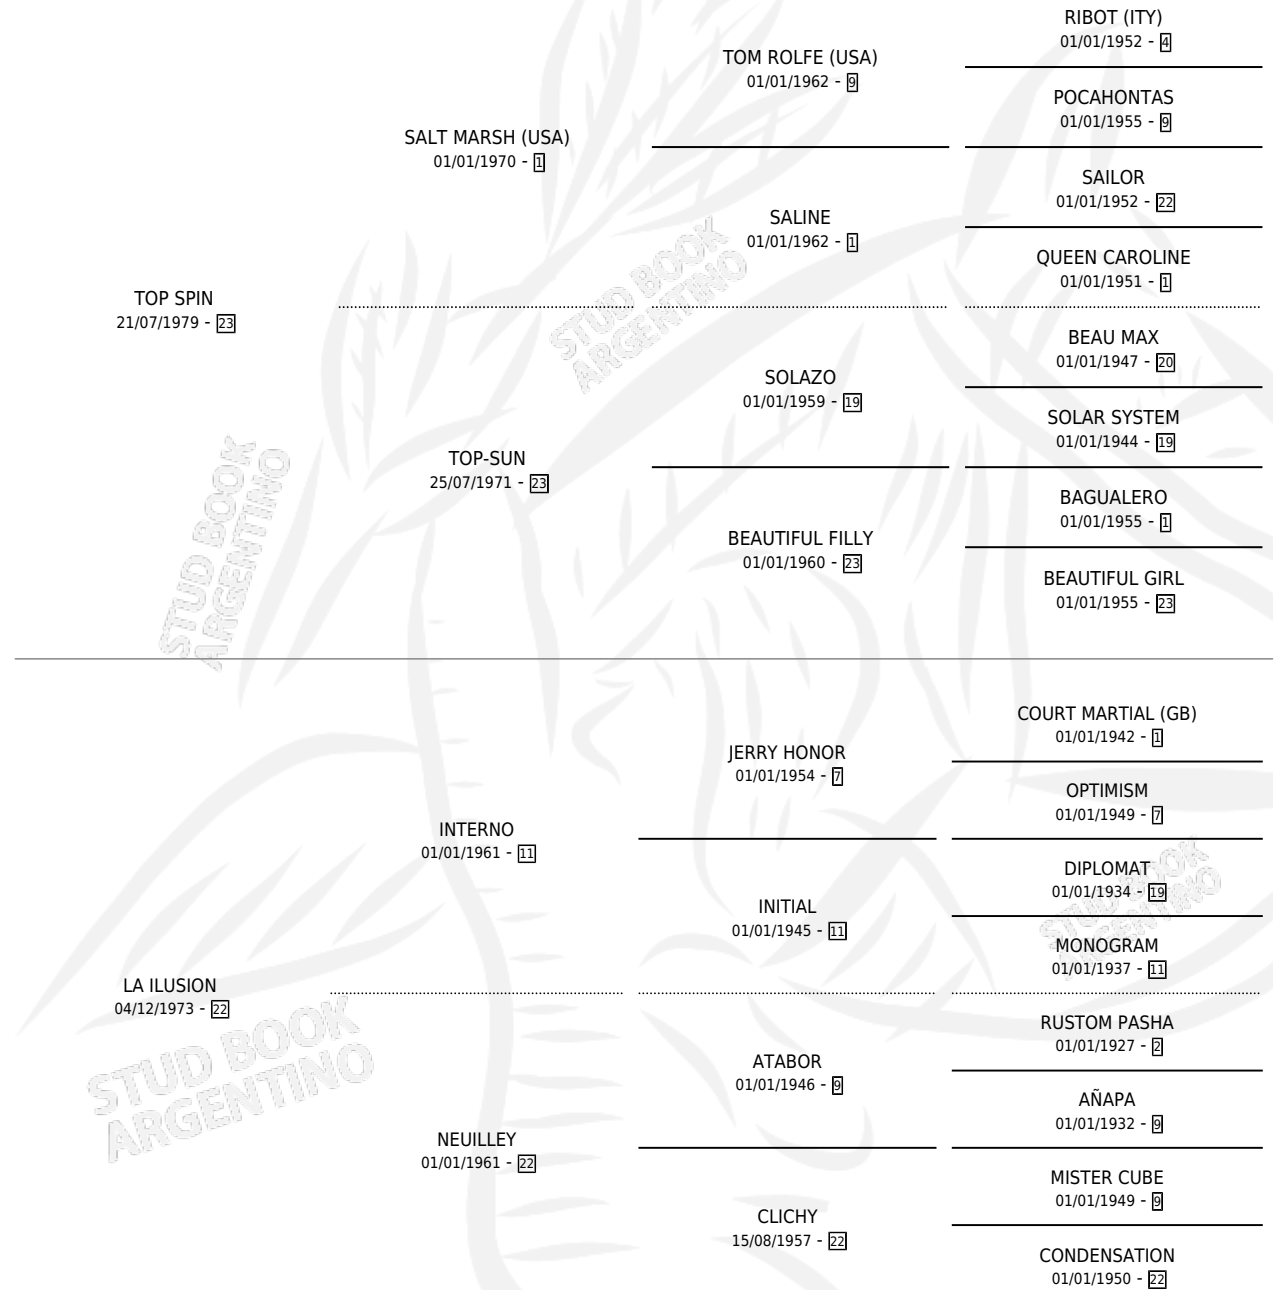 RIBOT (ITY)
01/01/1952 - 4
TOM ROLFE (USA)
01/01/1962 - 9
POCAHONTAS
01/01/1955 - 9
SALT MARSH (USA)
01/01/1970 - 1
SAILOR
01/01/1952 - 22
SALINE
01/01/1962 - 1
QUEEN CAROLINE
01/01/1951 - 1
TOP SPIN
21/07/1979 - 23
STUD BOOK
ARGENTINO
BEAU MAX
01/01/1947 - 20
SOLAZO
01/01/1959 - 19
SOLAR SYSTEM
01/01/1944 - 19
TOP-SUN
25/07/1971 - 23
BAGUALERO
01/01/1955 - 1
BEAUTIFUL FILLY
01/01/1960 - 23
BEAUTIFUL GIRL
01/01/1955 - 23
STUD BOOK
ARGENTINO
COURT MARTIAL (GB)
01/01/1942 - 1
JERRY HONOR
01/01/1954 - 7
OPTIMISM
01/01/1949 - 7
INTERNO
01/01/1961 - 11
DIPLOMAT
01/01/1934 - 19
INITIAL
01/01/1945 - 11
MONOGRAM
01/01/1937 - 11
STUD BOOK
ARGENTINO
LA ILUSION
04/12/1973 - 22
RUSTOM PASHA
01/01/1927 - 2
ATABOR
01/01/1946 - 9
AÑAPA
01/01/1932 - 9
STUD BOOK
ARGENTINO
NEUILLEY
01/01/1961 - 22
MISTER CUBE
01/01/1949 - 9
CLICHY
15/08/1957 - 22
CONDENSATION
01/01/1950 - 22